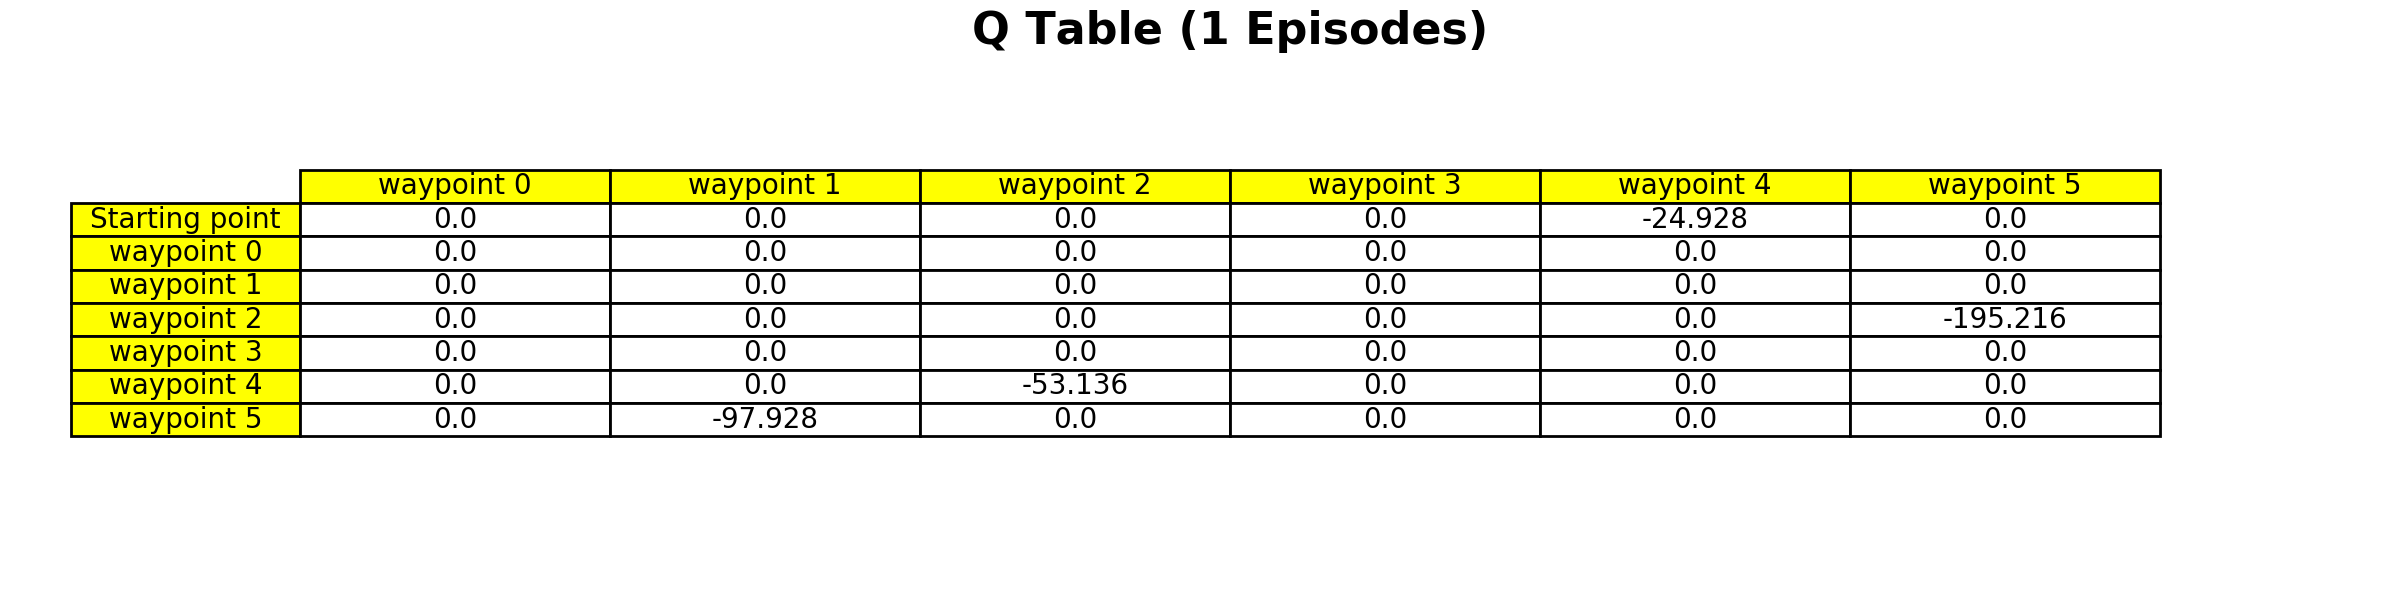 Q Table (1 Episodes)
waypoint 0 waypoint 1 waypoint 2 waypoint 3 waypoint 4 waypoint 5
Starting point 0.0 0.0 0.0 0.0 -24.928 0.0
waypoint 0 0.0 0.0 0.0 0.0 0.0 0.0
waypoint 1 0.0 0.0 0.0 0.0 0.0 0.0
waypoint 2 0.0 0.0 0.0 0.0 0.0 -195.216
waypoint 3 0.0 0.0 0.0 0.0 0.0 0.0
waypoint 4 0.0 0.0 -53.136 0.0 0.0 0.0
waypoint 5 0.0 -97.928 0.0 0.0 0.0 0.0